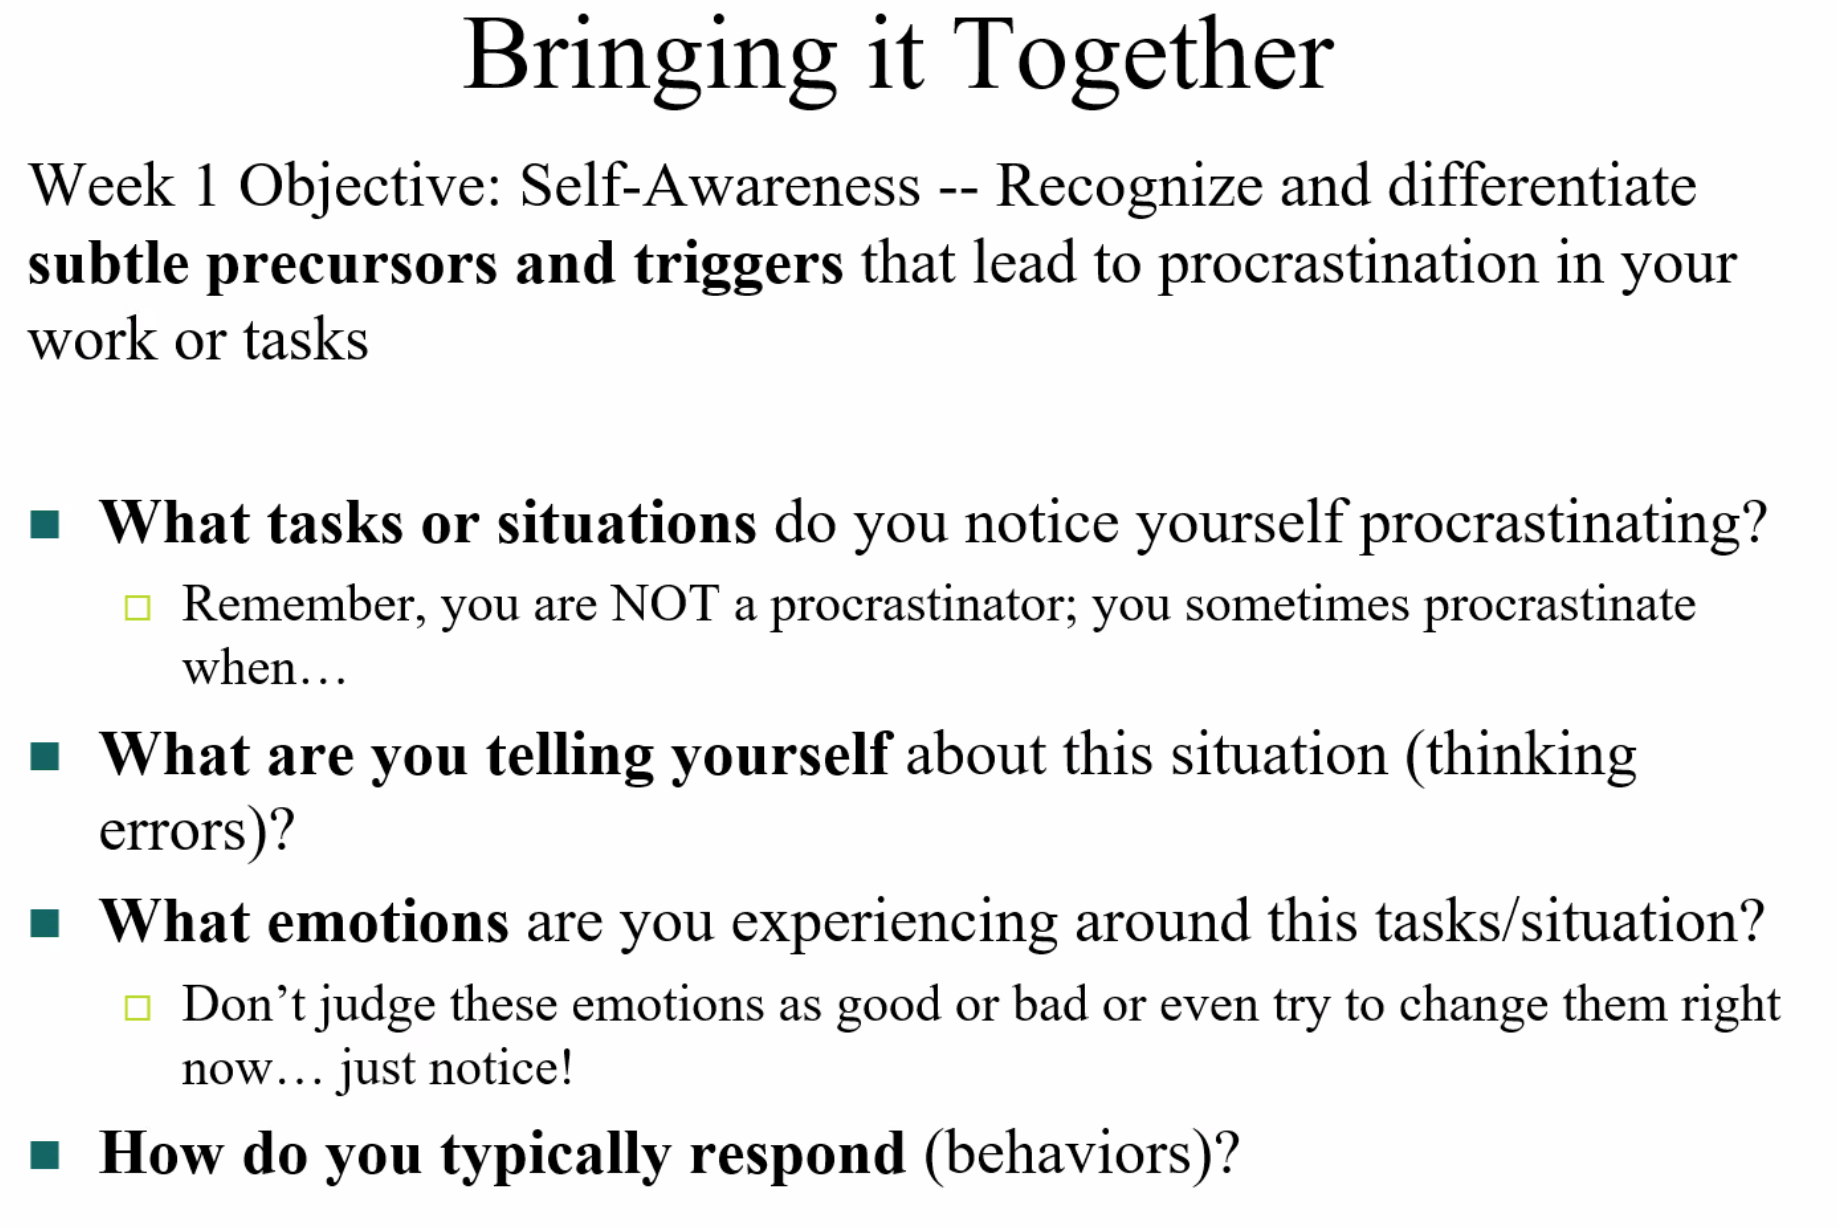 Bringing it Together
Week 1 Objective: Self-Awareness -- Recognize and differentiate
subtle precursors and triggers that lead to procrastination in your
work or tasks
What tasks or situations do you notice yourself procrastinating?
Remember, you are NOT a procrastinator; you sometimes procrastinate
when…
What are you telling yourself about this situation (thinking
errors)?
What emotions are you experiencing around this tasks/situation?
Don’t judge these emotions as good or bad or even try to change them right
now… just notice!
How do you typically respond (behaviors)?